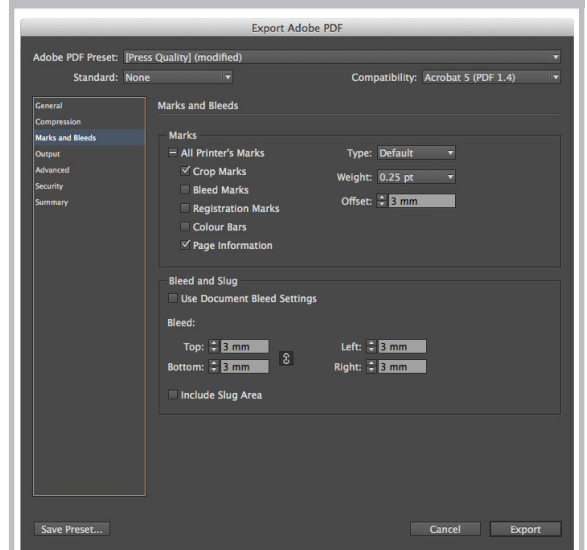 Export Adobe PDF
Adobe PDF Preset: [Press Quality] (modified)
Standard: None Compatibility: Acrobat 5 (PDF 1.4)
General
Compression
Marks and Bleeds
Output
Advanced
Security
Summary
Marks and Bleeds
Marks
All Printer's Marks Type: Default
Crop Marks Weight: 0.25 pt
Bleed Marks Offset: 3 mm
Registration Marks
Colour Bars
Page Information
Bleed and Slug
Use Document Bleed Settings
Bleed:
Top: 3 mm Left: 3 mm
Bottom: 3 mm Right: 3 mm
Include Slug Area
Save Preset... Cancel Export